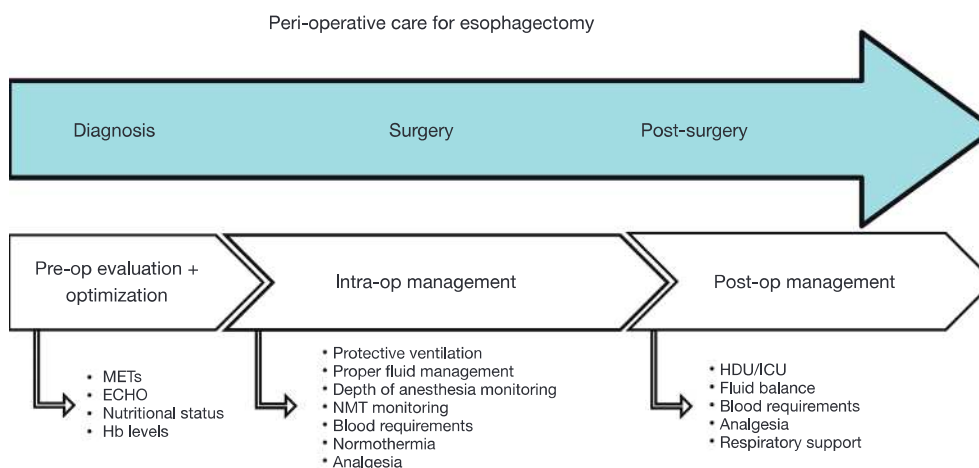 Peri-operative care for esophagectomy
Diagnosis
Surgery
Post-surgery
Pre-op evaluation +
optimization
Intra-op management
Post-op management
• METs
• ECHO
• Nutritional status
• Hb levels
• Protective ventilation
• Proper fluid management
• Depth of anesthesia monitoring
• NMT monitoring
• Blood requirements
• Normothermia
• Analgesia
• HDU/ICU
• Fluid balance
• Blood requirements
• Analgesia
• Respiratory support